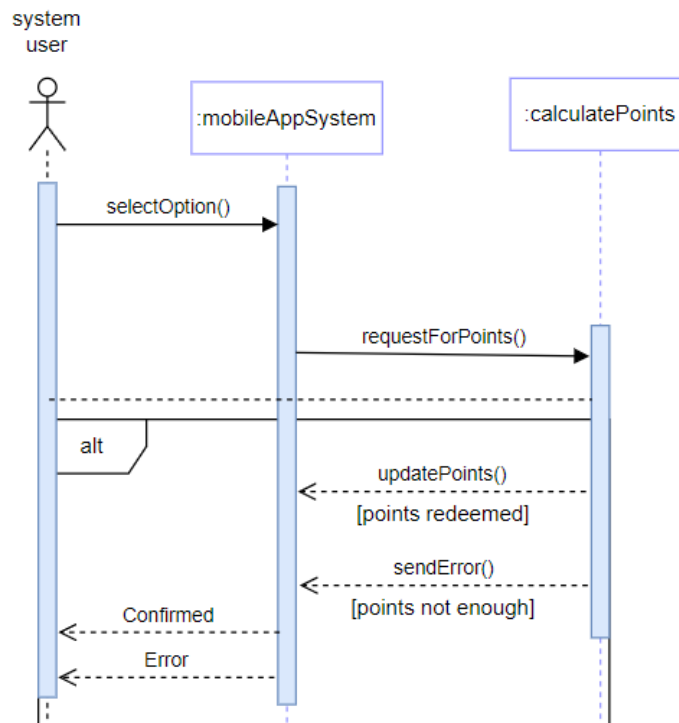 system
user
:mobileAppSystem
:calculatePoints
selectOption()
requestForPoints()
alt
updatePoints()
[points redeemed]
sendError()
[points not enough]
Confirmed
Error